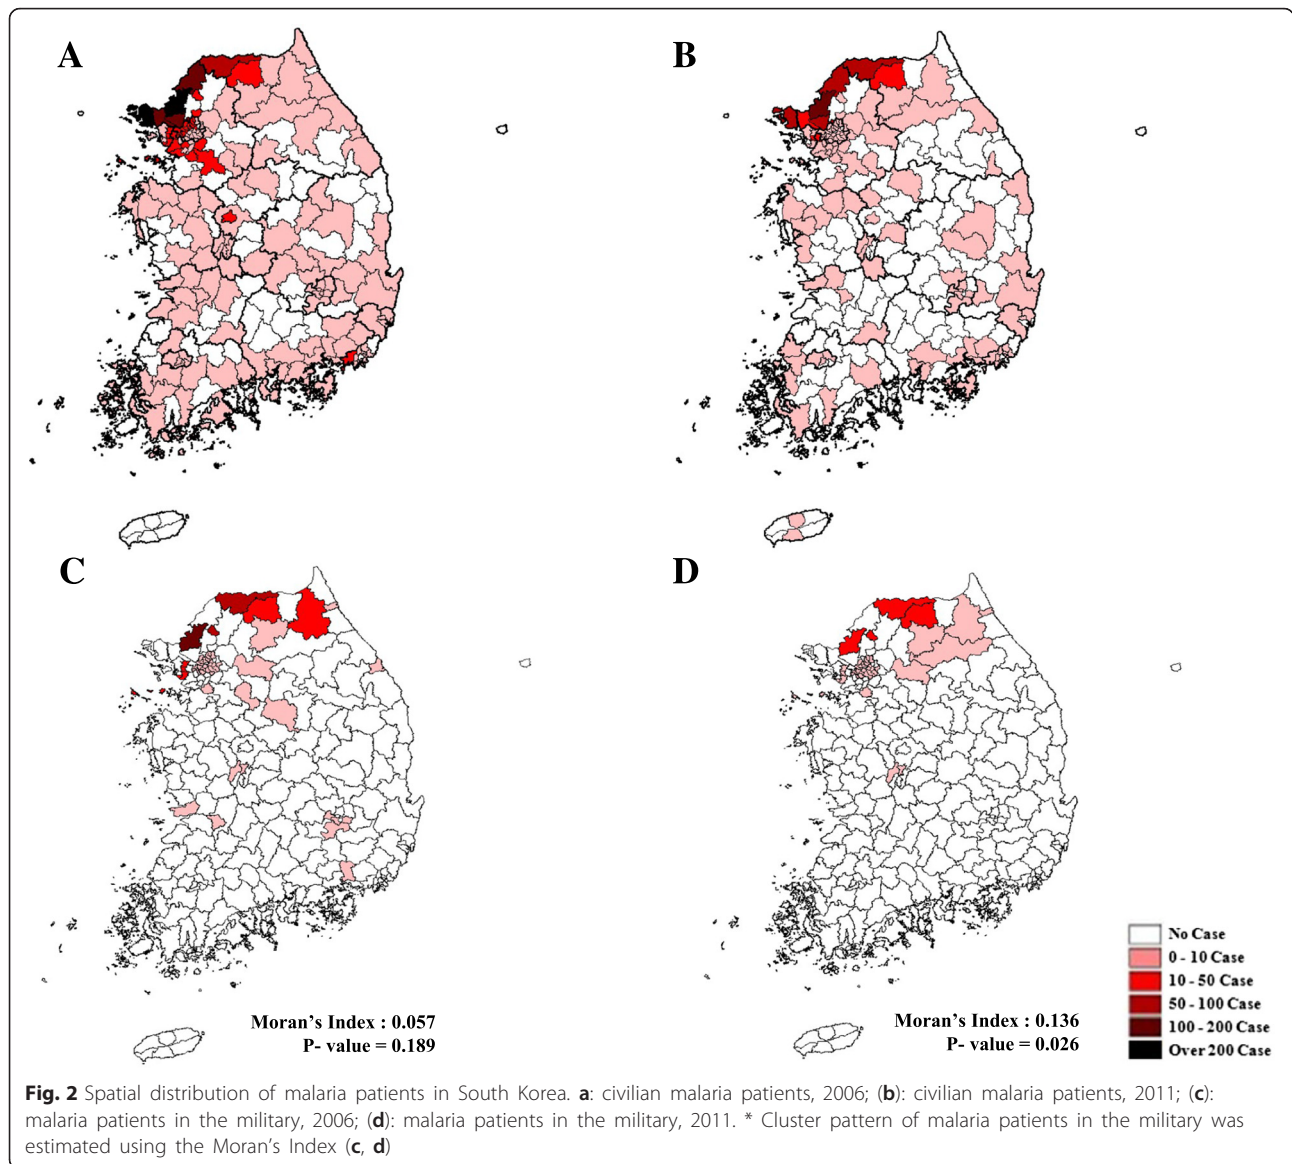 A
B
C
D
Moran's Index : 0.057
P- value = 0.189
Moran's Index : 0.136
P- value = 0.026
No Case
0 - 10 Case
10 - 50 Case
50 - 100 Case
100 - 200 Case
Over 200 Case
Fig. 2 Spatial distribution of malaria patients in South Korea. a: civilian malaria patients, 2006; (b): civilian malaria patients, 2011; (c):
malaria patients in the military, 2006; (d): malaria patients in the military, 2011. * Cluster pattern of malaria patients in the military was
estimated using the Moran's Index (c, d)